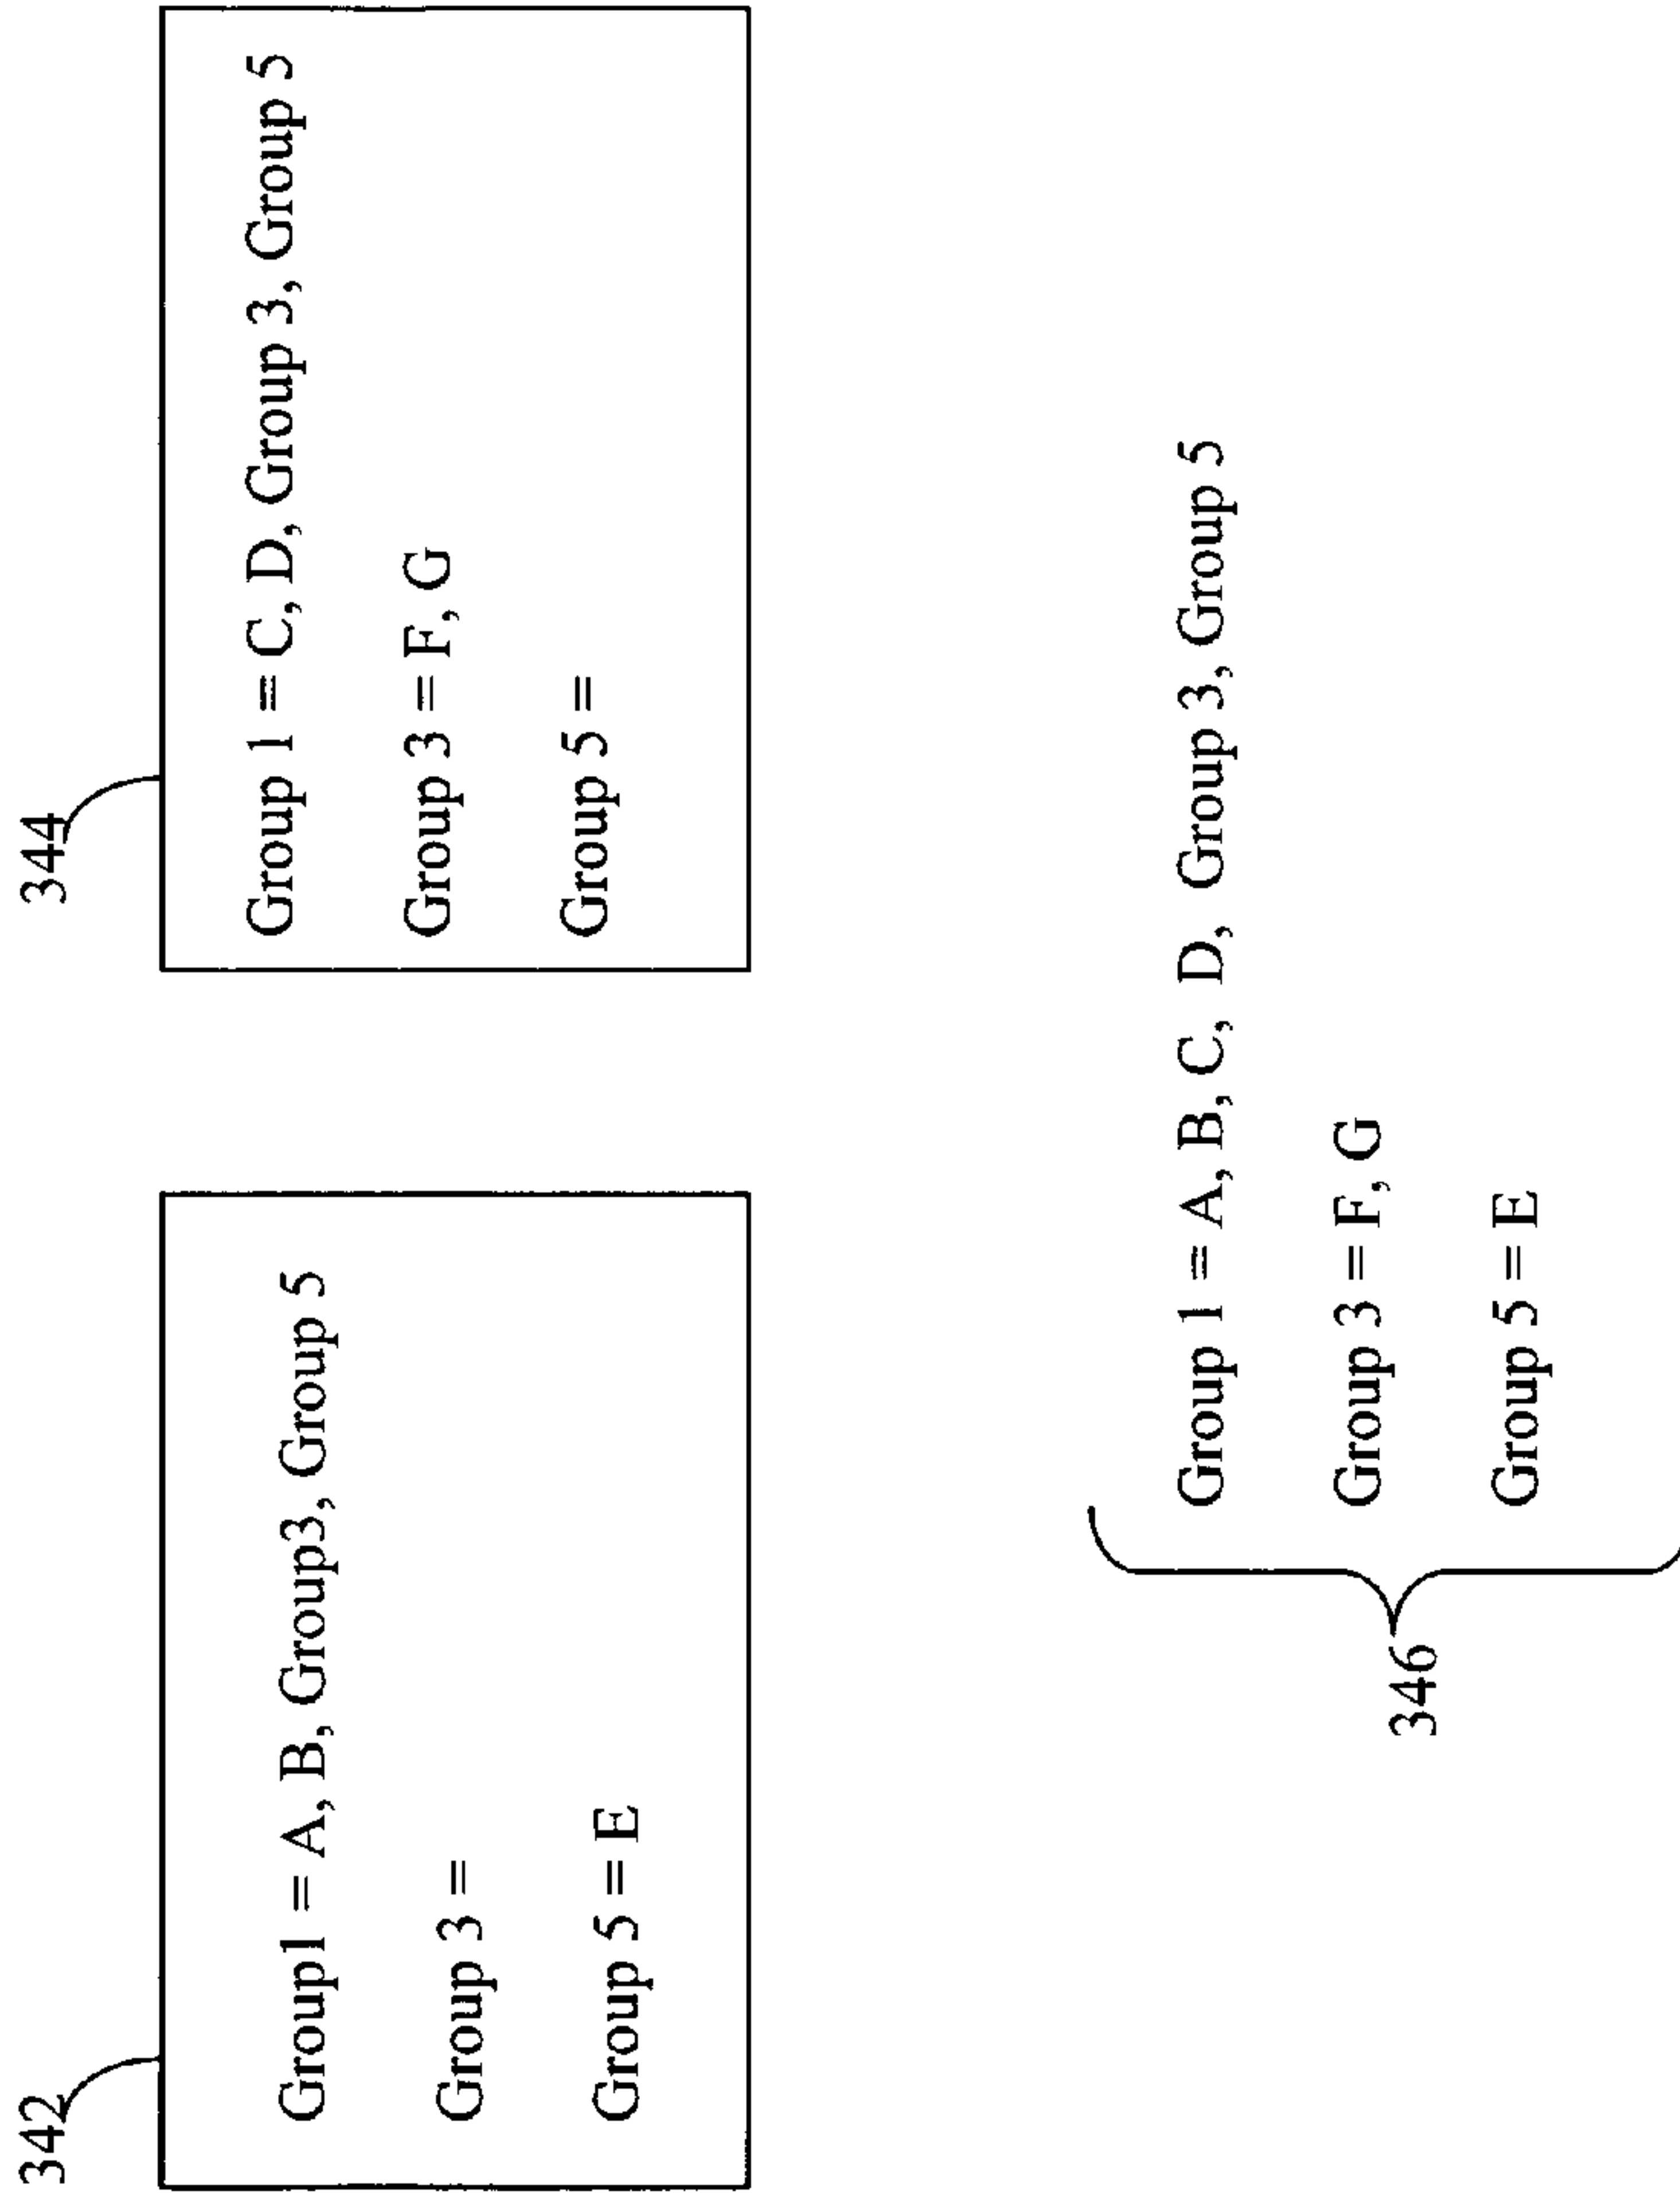 342
Group1 = A, B, Group3, Group 5
Group 3 =
Group 5 = E
344
Group 1 = C, D, Group 3, Group 5
Group 3 = F, G
Group 5 =
346
Group 1 = A, B, C, D, Group 3, Group 5
Group 3 = F, G
Group 5 = E